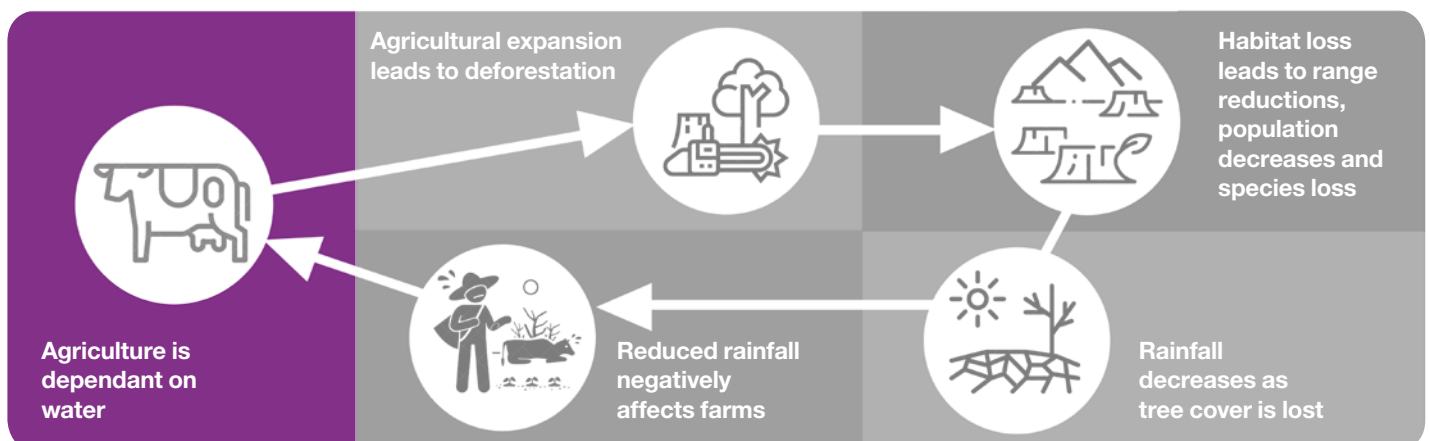 Agriculture is
dependant on
water
Agricultural expansion
leads to deforestation
Habitat loss
leads to range
reductions,
population
decreases and
species loss
Rainfall
decreases as
tree cover is lost
Reduced rainfall
negatively
affects farms